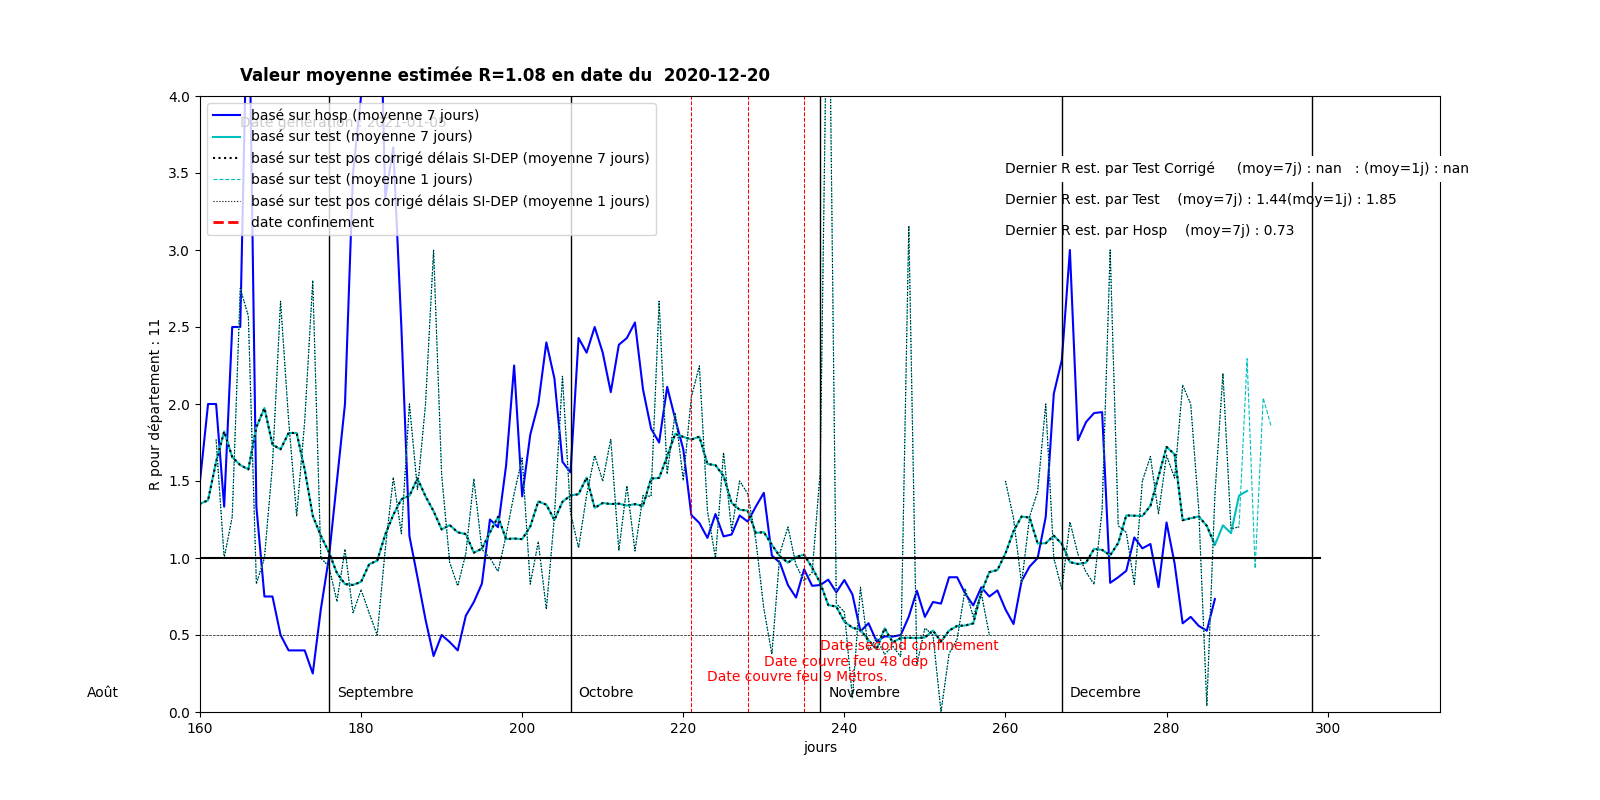 Valeur moyenne estimée R=1.08 en date du  2020-12-20
Date génération : 2021-01-05
basé sur hosp (moyenne 7 jours)
basé sur test (moyenne 7 jours)
basé sur test pos corrigé délais SI-DEP (moyenne 7 jours)
basé sur test (moyenne 1 jours)
basé sur test pos corrigé délais SI-DEP (moyenne 1 jours)
date confinement
Dernier R est. par Test Corrigé     (moy=7j) : nan   : (moy=1j) : nan
Dernier R est. par Test    (moy=7j) : 1.44(moy=1j) : 1.85
Dernier R est. par Hosp    (moy=7j) : 0.73
R pour département : 11
4.0
3.5
3.0
2.5
2.0
1.5
1.0
0.5
0.0
Date second confinement
Date couvre feu 48 dep
Date couvre feu 9 Métros.
Août
Septembre
Octobre
Novembre
Decembre
160 180 200 220 240 260 280 300
jours